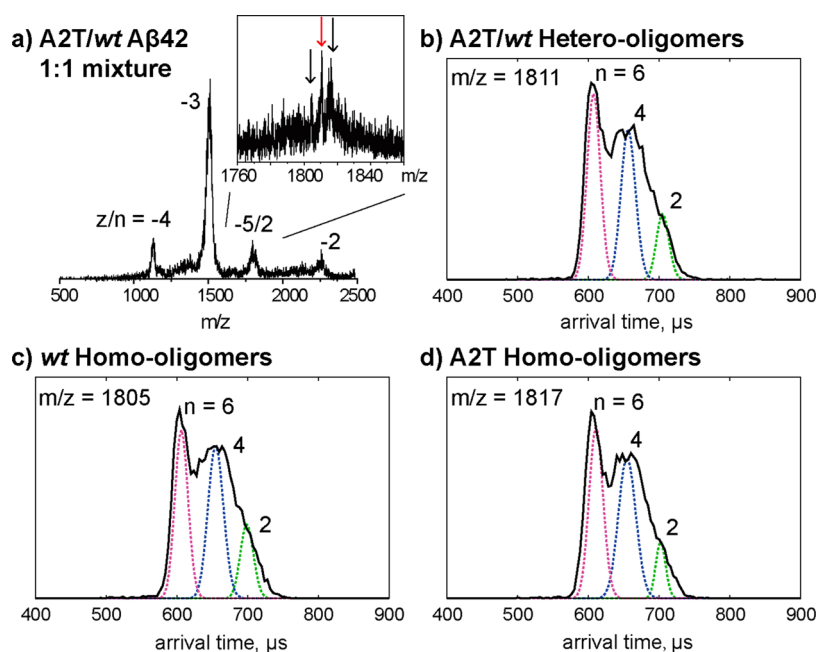 a) A2T/wt Aβ42
1:1 mixture
-3
z/n = -4
-5/2
-2
500 1000 1500 2000 2500
m/z
1760 1800 1840 m/z
b) A2T/wt Hetero-oligomers
m/z = 1811
n = 6
4
2
400 500 600 700 800 900
arrival time, μs
c) wt Homo-oligomers
m/z = 1805
n = 6
4
2
400 500 600 700 800 900
arrival time, μs
d) A2T Homo-oligomers
m/z = 1817
n = 6
4
2
400 500 600 700 800 900
arrival time, μs